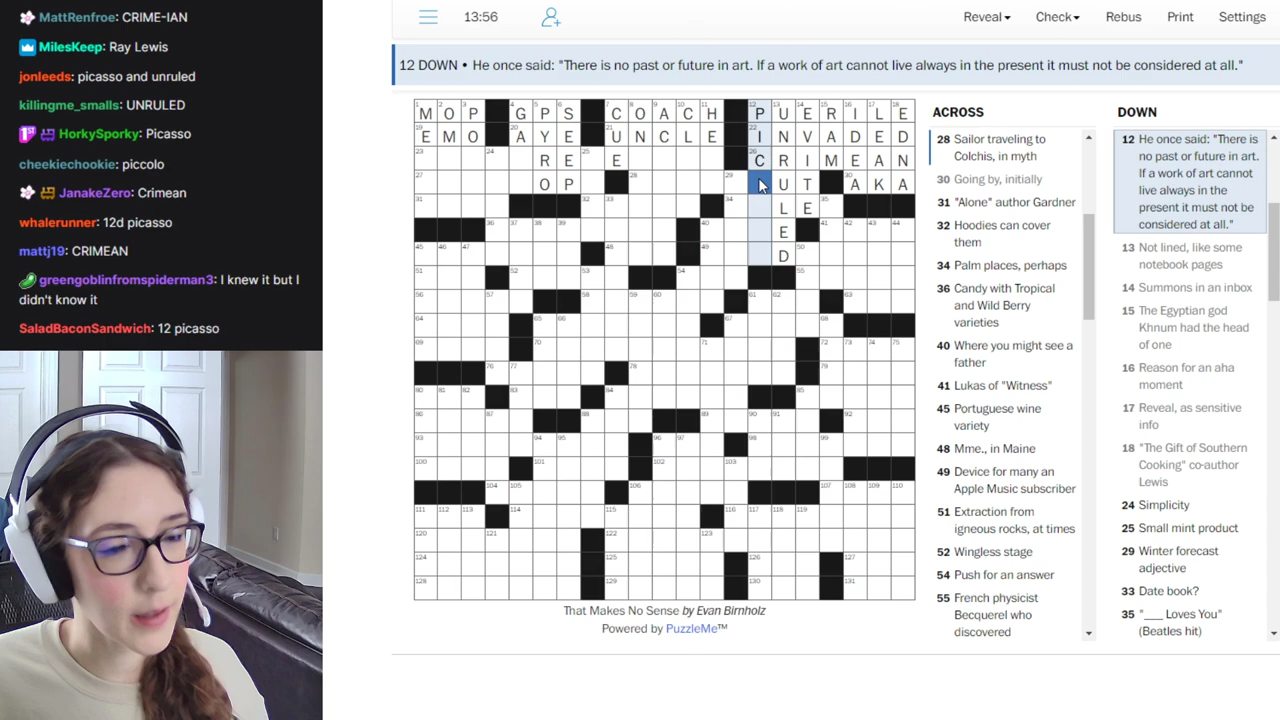 MattRenfroe: CRIME-IAN
MilesKeep: Ray Lewis
jonleeds: picasso and unruled
killingme_smalls: UNRULED
HorkySporky: Picasso
cheekiechookie: piccolo
JanakeZero: Crimean
whalerunner: 12d picasso
mattj19: CRIMEAN
greengoblinfromspiderman3: I knew it but I
didn't know it
SaladBaconSandwich: 12 picasso
13:56
Reveal
Check
Rebus
Print
Settings
12 DOWN • He once said: "There is no past or future in art. If a work of art cannot live always in the present it must not be considered at all."
M O P G P S C O A C H P U E R I L E
E M O A Y E U N C L E I N V A D E D
R E E C R I M E A N
O P U T A K A
L E
E
D
That Makes No Sense by Evan Birnholz
Powered by PuzzleMe™
ACROSS
28 Sailor traveling to
Colchis, in myth
30 Going by, initially
31 "Alone" author Gardner
32 Hoodies can cover
them
34 Palm places, perhaps
36 Candy with Tropical
and Wild Berry
varieties
40 Where you might see a
father
41 Lukas of "Witness"
45 Portuguese wine
variety
48 Mme., in Maine
49 Device for many an
Apple Music subscriber
51 Extraction from
igneous rocks, at times
52 Wingless stage
54 Push for an answer
55 French physicist
Becquerel who
discovered
DOWN
12 He once said: "There is
no past or future in art.
If a work of art cannot
live always in the
present it must not be
considered at all."
13 Not lined, like some
notebook pages
14 Summons in an inbox
15 The Egyptian god
Khnum had the head
of one
16 Reason for an aha
moment
17 Reveal, as sensitive
info
18 "The Gift of Southern
Cooking" co-author
Lewis
24 Simplicity
25 Small mint product
29 Winter forecast
adjective
33 Date book?
35 "___ Loves You"
(Beatles hit)